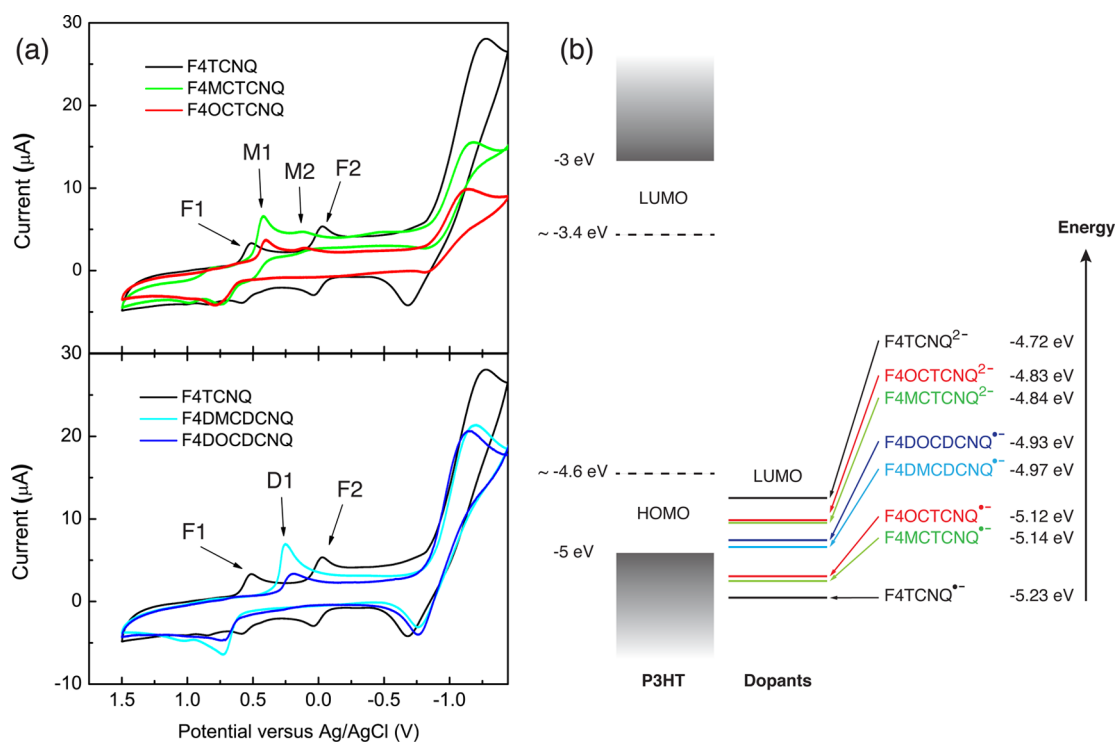 (a)
30
20
10
0
Current (μA)
F4TCNQ
F4MCTCNQ
F4OCTCNQ
F1
M1
M2
F2
30
20
10
0
-10
Current (μA)
F4TCNQ
F4DMCDCNQ
F4DOCDCNQ
F1
D1
F2
1.5
1.0
0.5
0.0
-0.5
-1.0
Potential versus Ag/AgCl (V)
(b)
-3 eV
LUMO
~ -3.4 eV
~ -4.6 eV
HOMO
-5 eV
P3HT
LUMO
Dopants
Energy
F4TCNQ²⁻ -4.72 eV
F4OCTCNQ²⁻ -4.83 eV
F4MCTCNQ²⁻ -4.84 eV
F4DOCDCNQ•⁻ -4.93 eV
F4DMCDCNQ•⁻ -4.97 eV
F4OCTCNQ•⁻ -5.12 eV
F4MCTCNQ•⁻ -5.14 eV
F4TCNQ•⁻ -5.23 eV